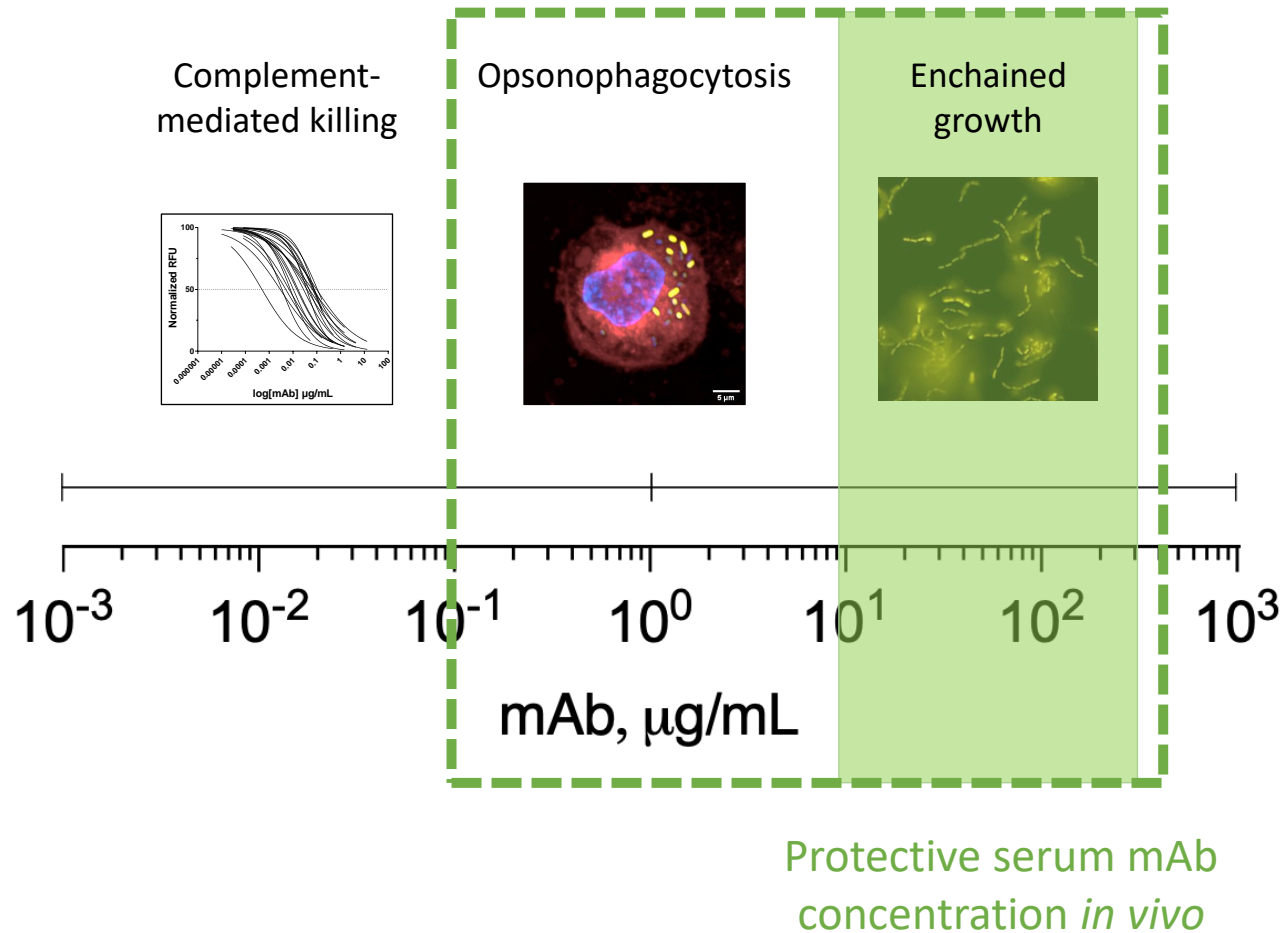 Complement-
mediated killing
Opsonophagocytosis
Enchained
growth
Normalized RFU
100
50
0
0.000001
0.00001
0.0001
0.001
0.01
0.1
1
10
100
log[mAb] µg/mL
5 µm
10⁻³ 10⁻² 10⁻¹ 10⁰ 10¹ 10² 10³
mAb, µg/mL
Protective serum mAb
concentration in vivo